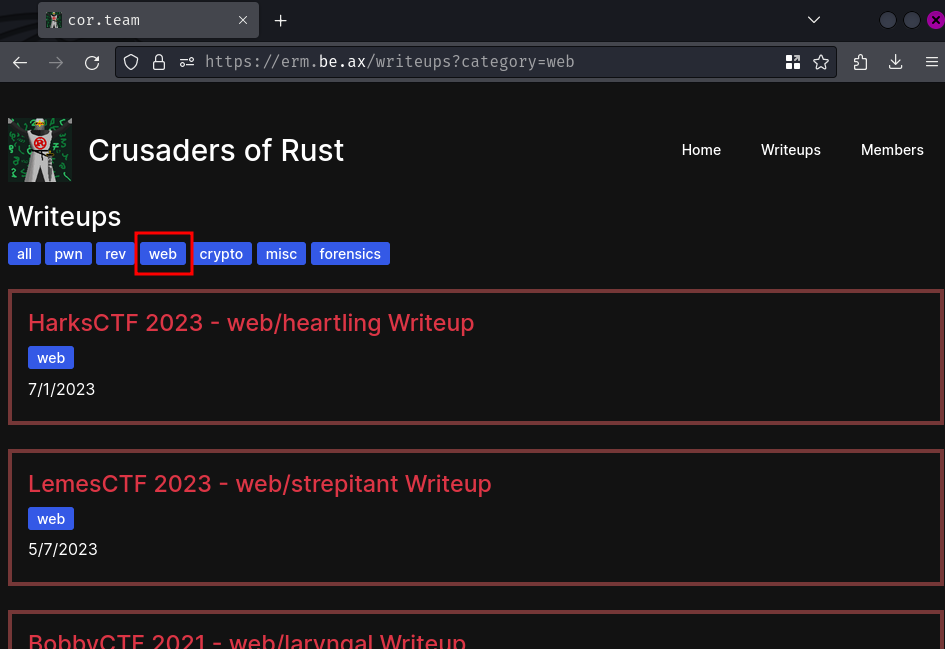 cor.team
https://erm.be.ax/writeups?category=web
Crusaders of Rust
Home Writeups Members
Writeups
all pwn rev web crypto misc forensics
HarksCTF 2023 - web/heartling Writeup
web
7/1/2023
LemesCTF 2023 - web/strepitant Writeup
web
5/7/2023
BobbyCTF 2021 - web/laryngal Writeup